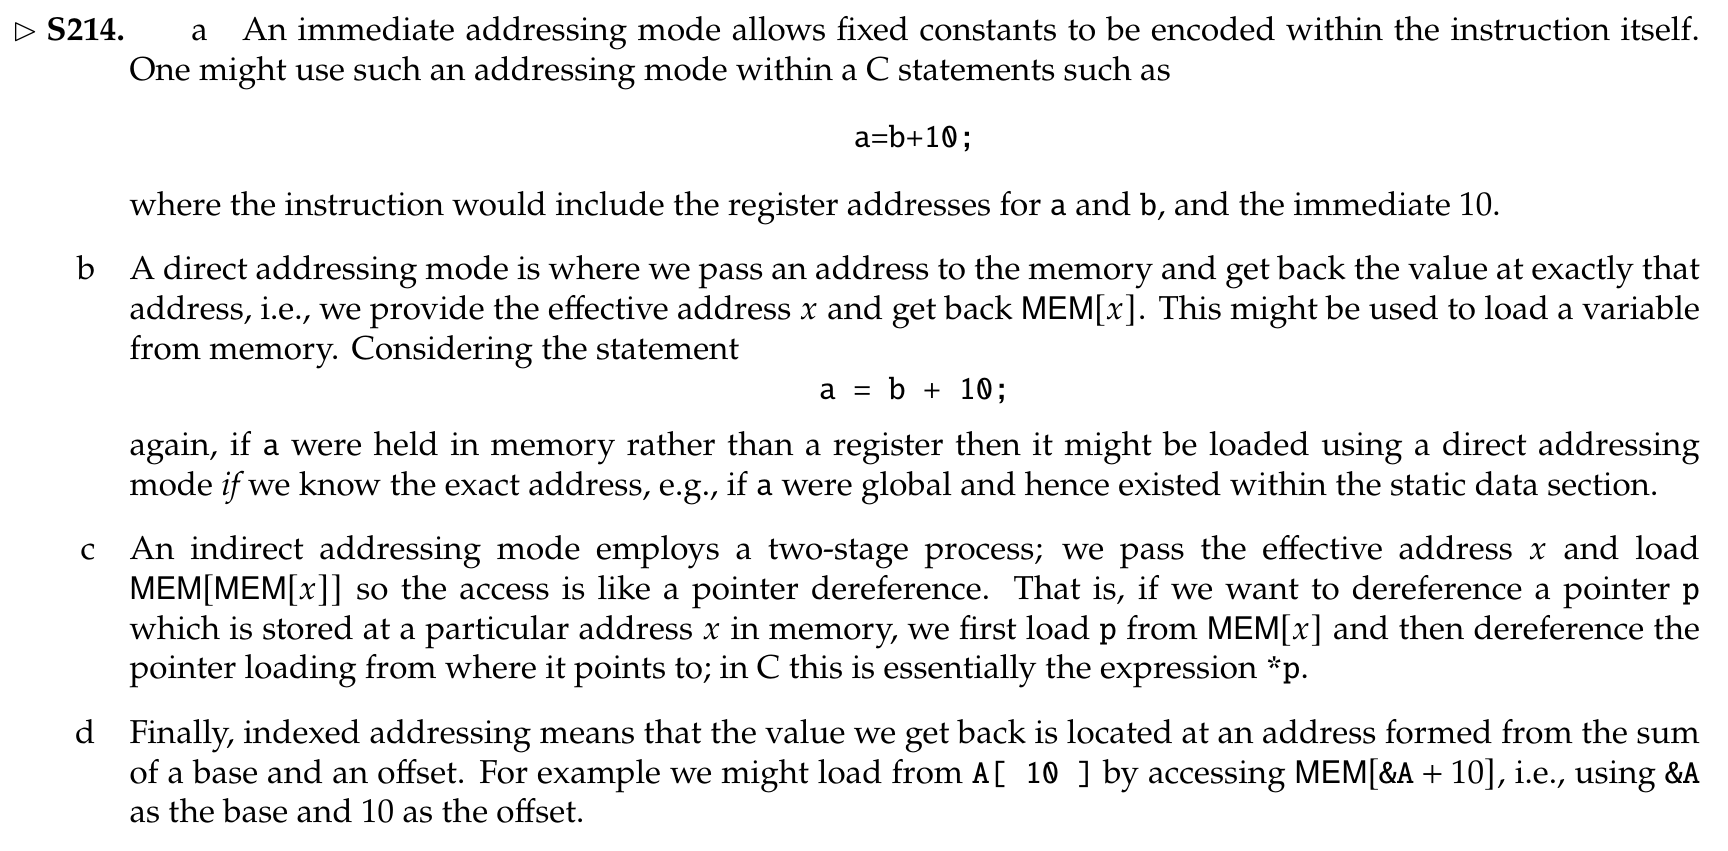 ▷ S214. a An immediate addressing mode allows fixed constants to be encoded within the instruction itself.
One might use such an addressing mode within a C statements such as
a=b+10;
where the instruction would include the register addresses for a and b, and the immediate 10.
b A direct addressing mode is where we pass an address to the memory and get back the value at exactly that
address, i.e., we provide the effective address x and get back MEM[x]. This might be used to load a variable
from memory. Considering the statement
a = b + 10;
again, if a were held in memory rather than a register then it might be loaded using a direct addressing
mode if we know the exact address, e.g., if a were global and hence existed within the static data section.
c An indirect addressing mode employs a two-stage process; we pass the effective address x and load
MEM[MEM[x]] so the access is like a pointer dereference. That is, if we want to dereference a pointer p
which is stored at a particular address x in memory, we first load p from MEM[x] and then dereference the
pointer loading from where it points to; in C this is essentially the expression *p.
d Finally, indexed addressing means that the value we get back is located at an address formed from the sum
of a base and an offset. For example we might load from A[ 10 ] by accessing MEM[&A + 10], i.e., using &A
as the base and 10 as the offset.